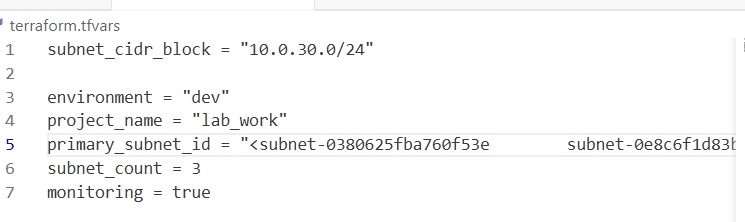 terraform.tfvars
1 subnet_cidr_block = "10.0.30.0/24"
2
3 environment = "dev"
4 project_name = "lab_work"
5 primary_subnet_id = "<subnet-0380625fba760f53e subnet-0e8c6f1d83b
6 subnet_count = 3
7 monitoring = true